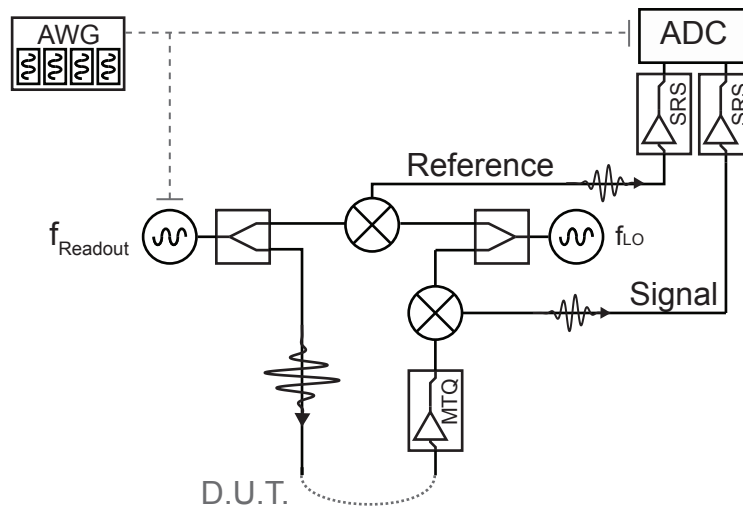 AWG
ADC
SRS
SRS
Reference
fReadout
fLO
Signal
MTQ
D.U.T.